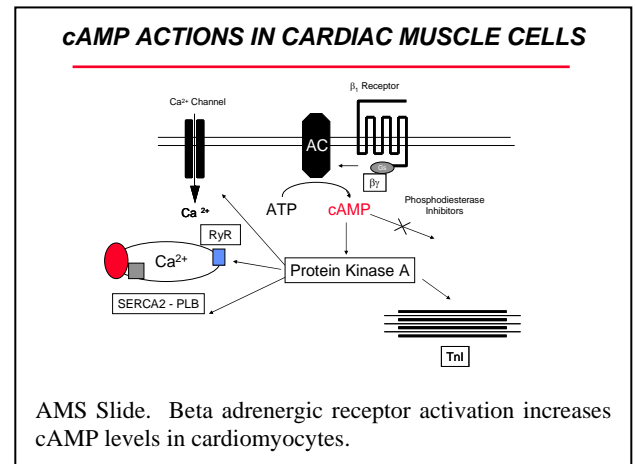 cAMP ACTIONS IN CARDIAC MUSCLE CELLS
Ca²⁺ Channel
β₁ Receptor
AC
Gs
βγ
Ca ²⁺
ATP
cAMP
Phosphodiesterase
Inhibitors
RyR
Ca²⁺
Protein Kinase A
SERCA2 - PLB
TnI
AMS Slide. Beta adrenergic receptor activation increases
cAMP levels in cardiomyocytes.